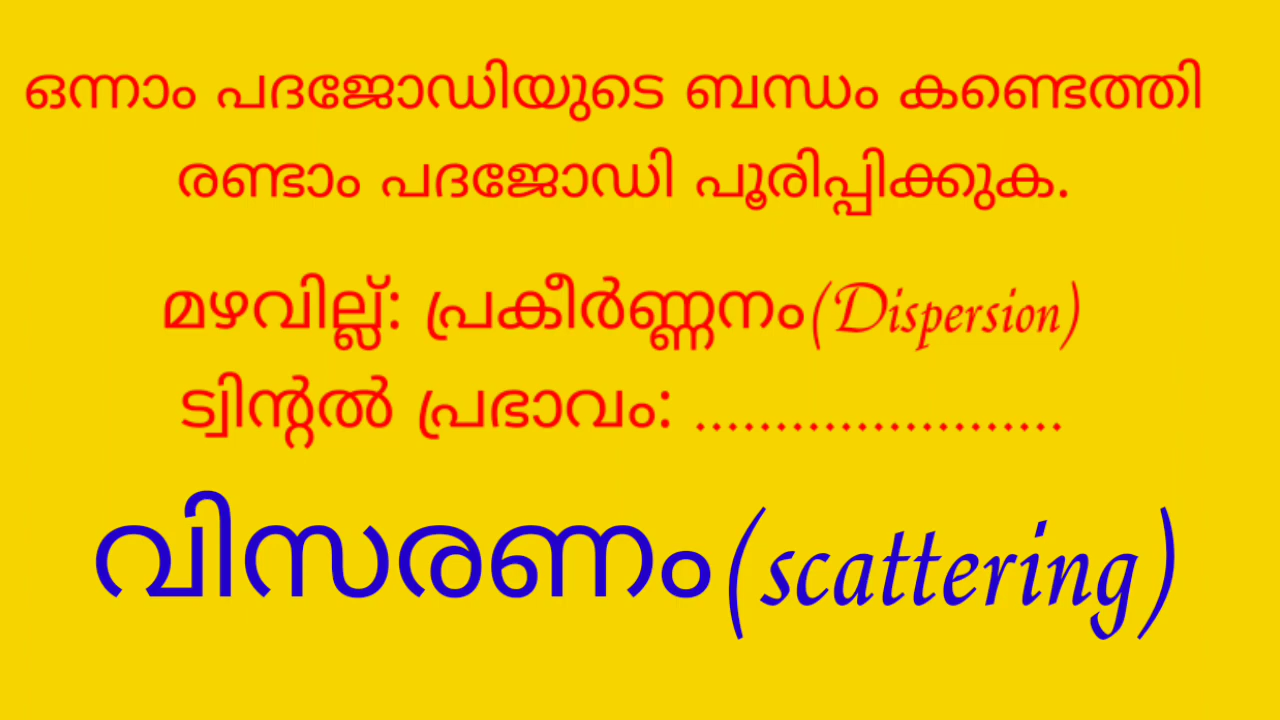 ഒന്നാം പദജോഡിയുടെ ബന്ധം കണ്ടെത്തി
രണ്ടാം പദജോഡി പൂരിപ്പിക്കുക.
മഴവില്ല്: പ്രകീർണ്ണനം(Dispersion)
ട്വിന്റൽ പ്രഭാവം: .......................
വിസരണം(scattering)